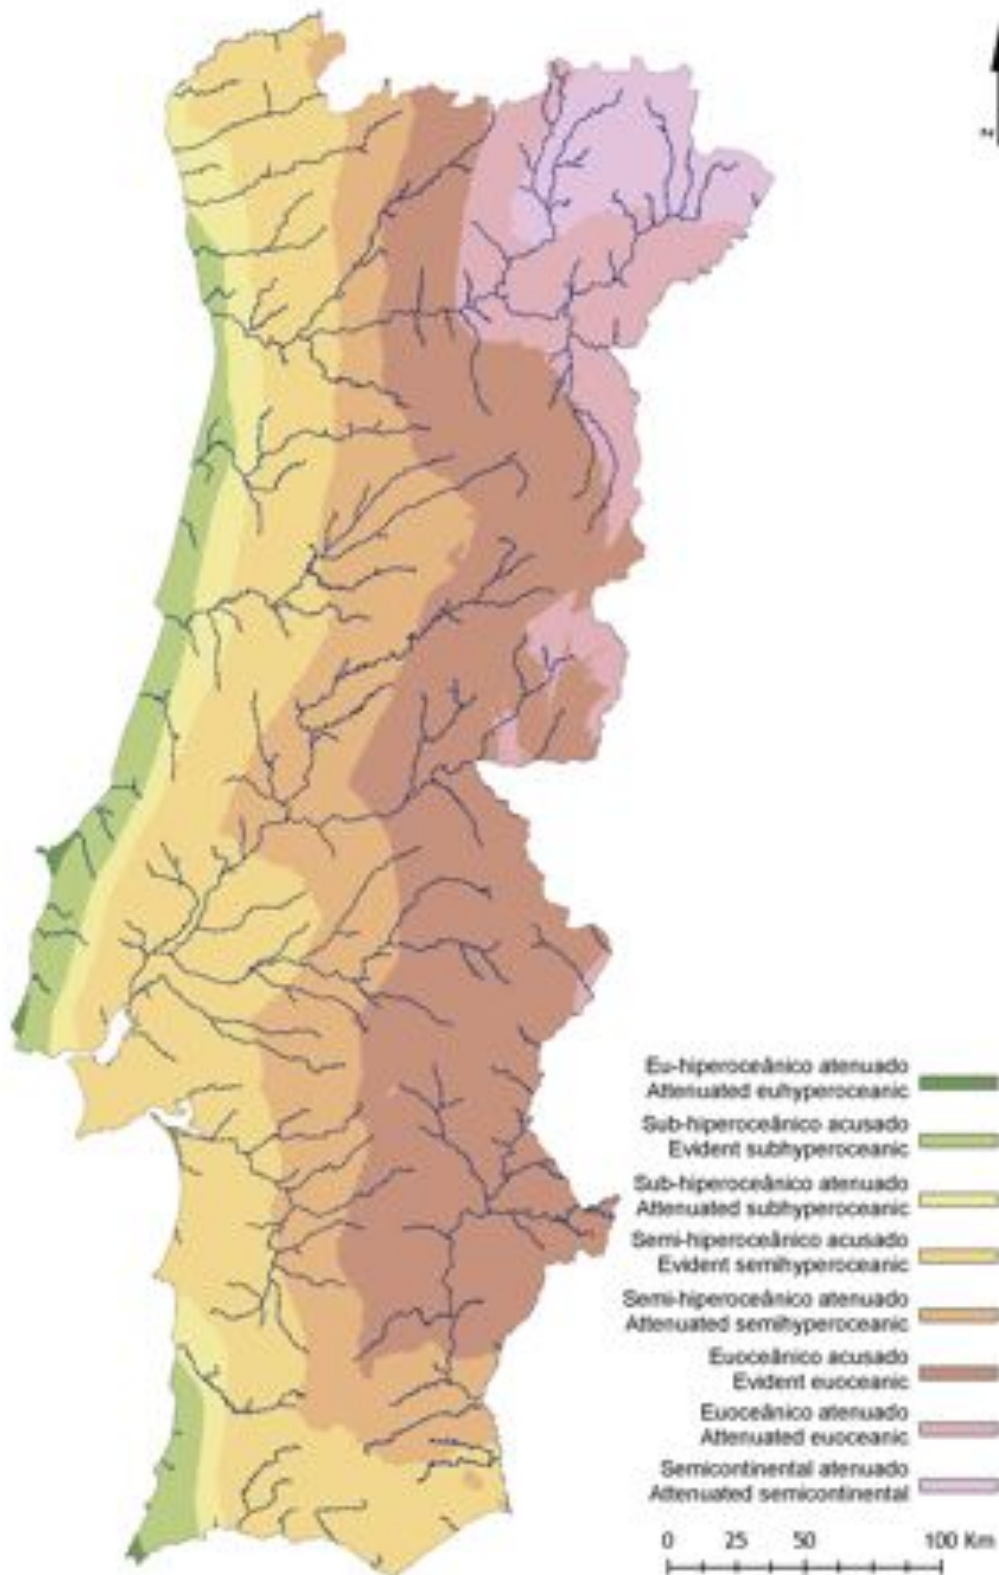 N
Eu-hiperoceânico atenuado
Attenuated euhyperoceanic
Sub-hiperoceânico acusado
Evident subhyperoceanic
Sub-hiperoceânico atenuado
Attenuated subhyperoceanic
Semi-hiperoceânico acusado
Evident semihyperoceanic
Semi-hiperoceânico atenuado
Attenuated semihyperoceanic
Euoceânico acusado
Evident euoceanic
Euoceânico atenuado
Attenuated euoceanic
Semicontinental atenuado
Attenuated semicontinental
0 25 50 100 Km